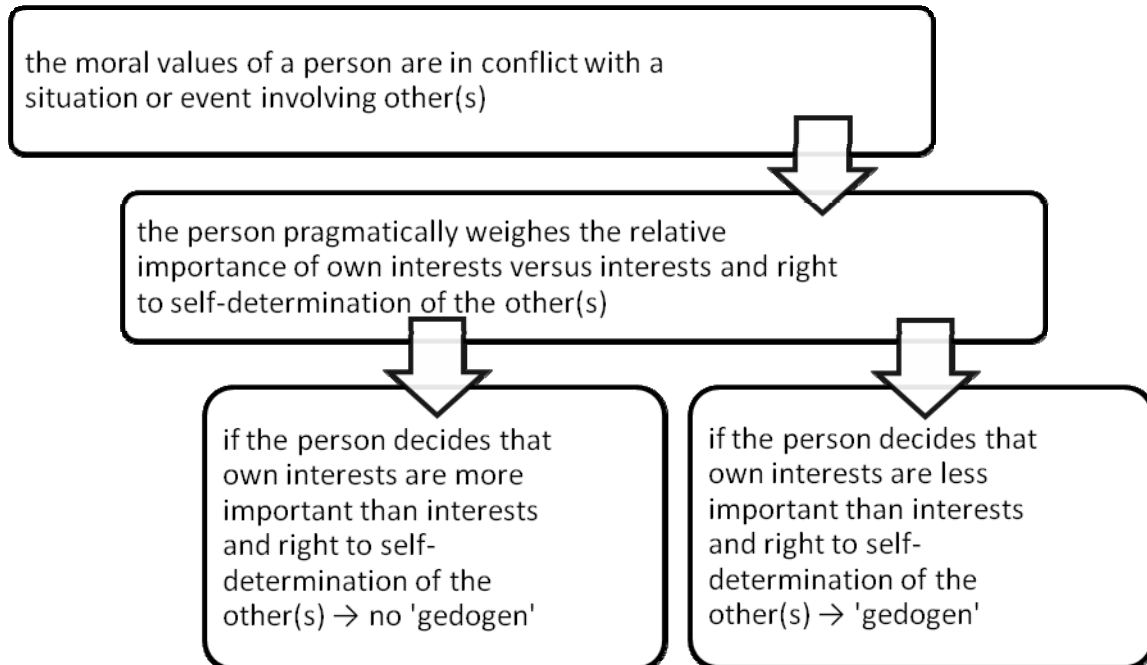 the moral values of a person are in conflict with a
situation or event involving other(s)
the person pragmatically weighes the relative
importance of own interests versus interests and right
to self-determination of the other(s)
if the person decides that
own interests are more
important than interests
and right to self-
determination of the
other(s) → no 'gedogen'
if the person decides that
own interests are less
important than interests
and right to self-
determination of the
other(s) → 'gedogen'